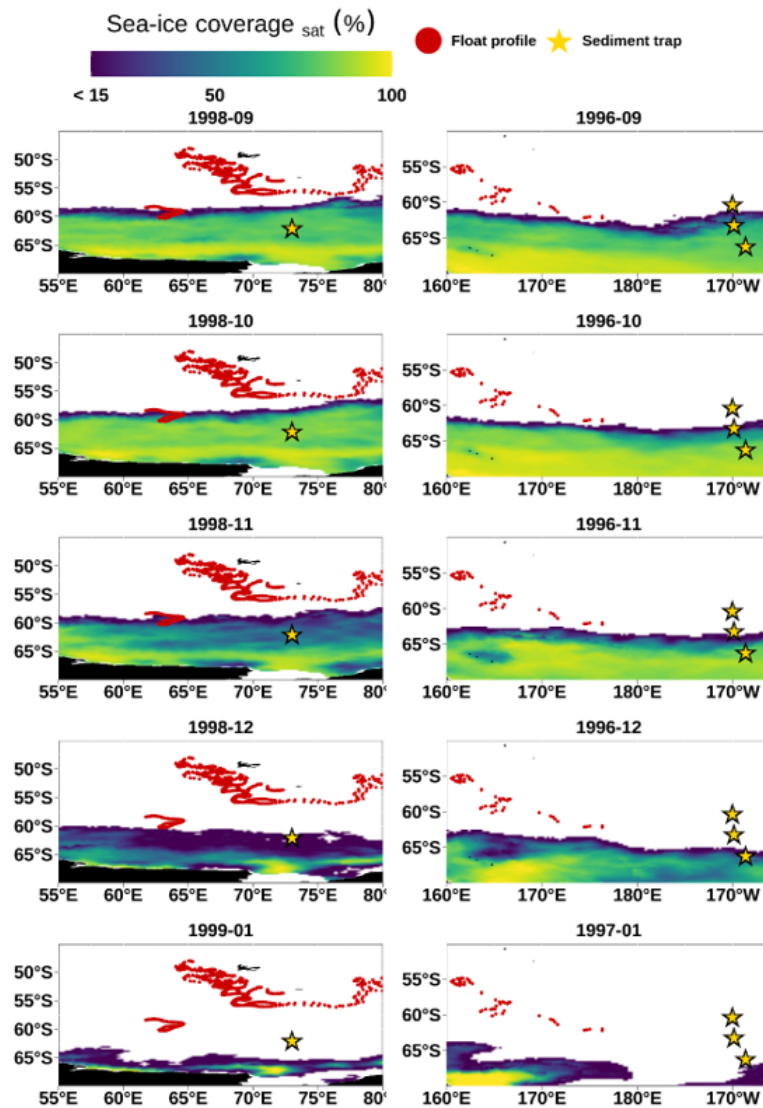 Sea-ice coverage sat (%)
Float profile
Sediment trap
< 15 50 100
1998-09
50°S
55°S
60°S
65°S
55°E 60°E 65°E 70°E 75°E 80°
1996-09
55°S
60°S
65°S
160°E 170°E 180°E 170°W
1998-10
50°S
55°S
60°S
65°S
55°E 60°E 65°E 70°E 75°E 80°
1996-10
55°S
60°S
65°S
160°E 170°E 180°E 170°W
1998-11
50°S
55°S
60°S
65°S
55°E 60°E 65°E 70°E 75°E 80°
1996-11
55°S
60°S
65°S
160°E 170°E 180°E 170°W
1998-12
50°S
55°S
60°S
65°S
55°E 60°E 65°E 70°E 75°E 80°
1996-12
55°S
60°S
65°S
160°E 170°E 180°E 170°W
1999-01
50°S
55°S
60°S
65°S
55°E 60°E 65°E 70°E 75°E 80°
1997-01
55°S
60°S
65°S
160°E 170°E 180°E 170°W